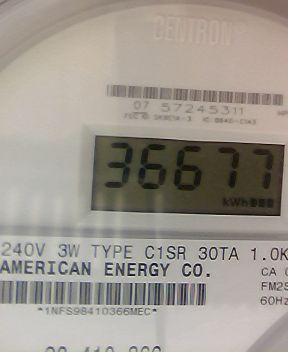 CENTRON
07 57245311
36677
kWh
240V 3W TYPE C1SR 30TA 1.0K
AMERICAN ENERGY CO.
CA
FM2S
60Hz
*1NFS98410366MEC*